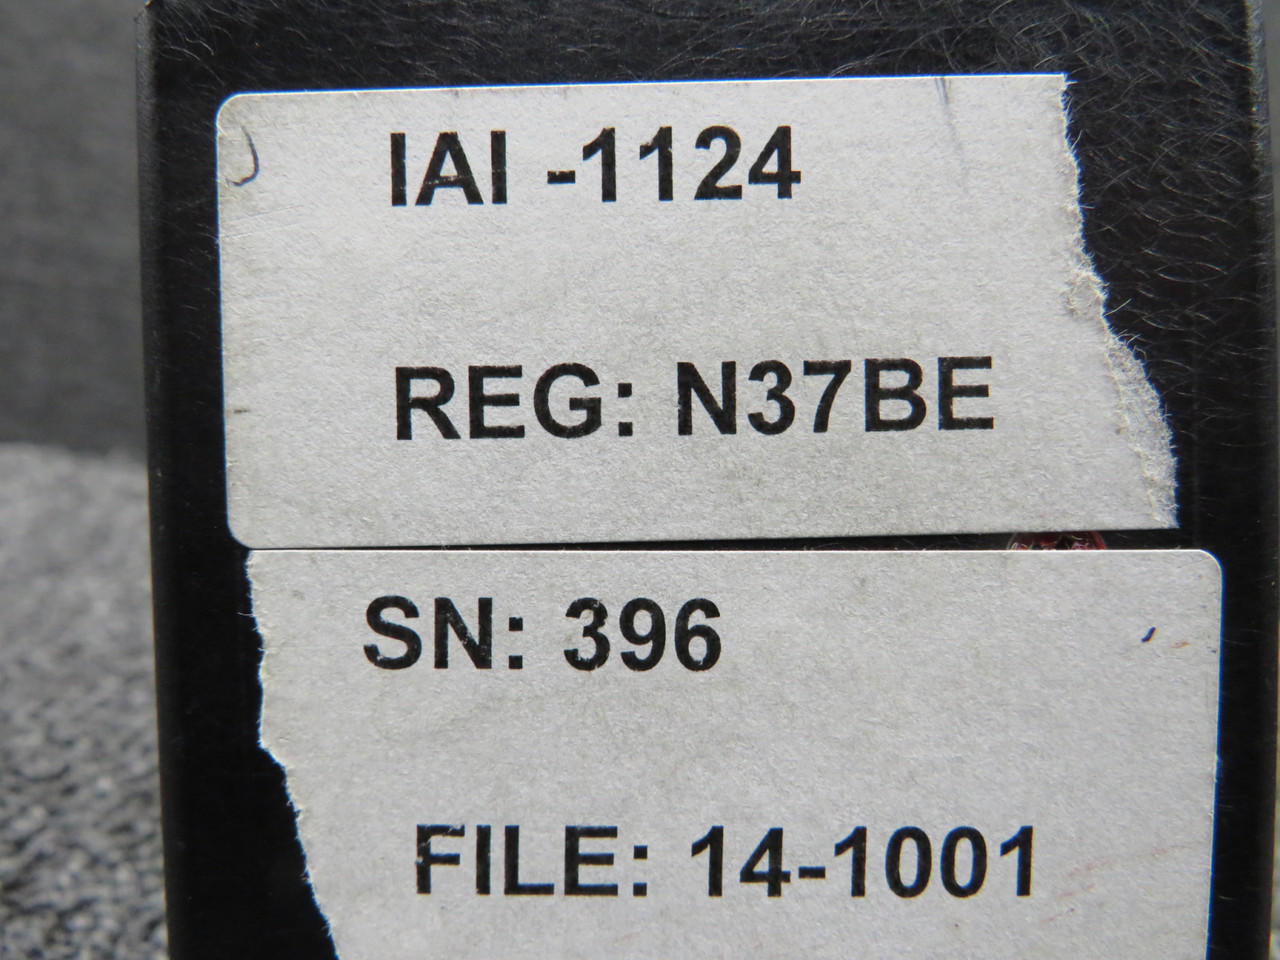 IAI -1124
REG: N37BE
SN: 396
FILE: 14-1001